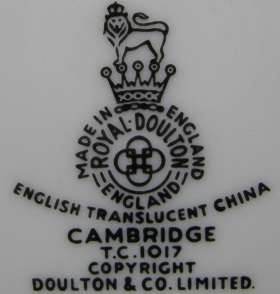 MADE IN ENGLAND
ROYAL·DOULTON
ENGLAND
ENGLISH TRANSLUCENT CHINA
CAMBRIDGE
T.C.1017
COPYRIGHT
DOULTON & CO. LIMITED.